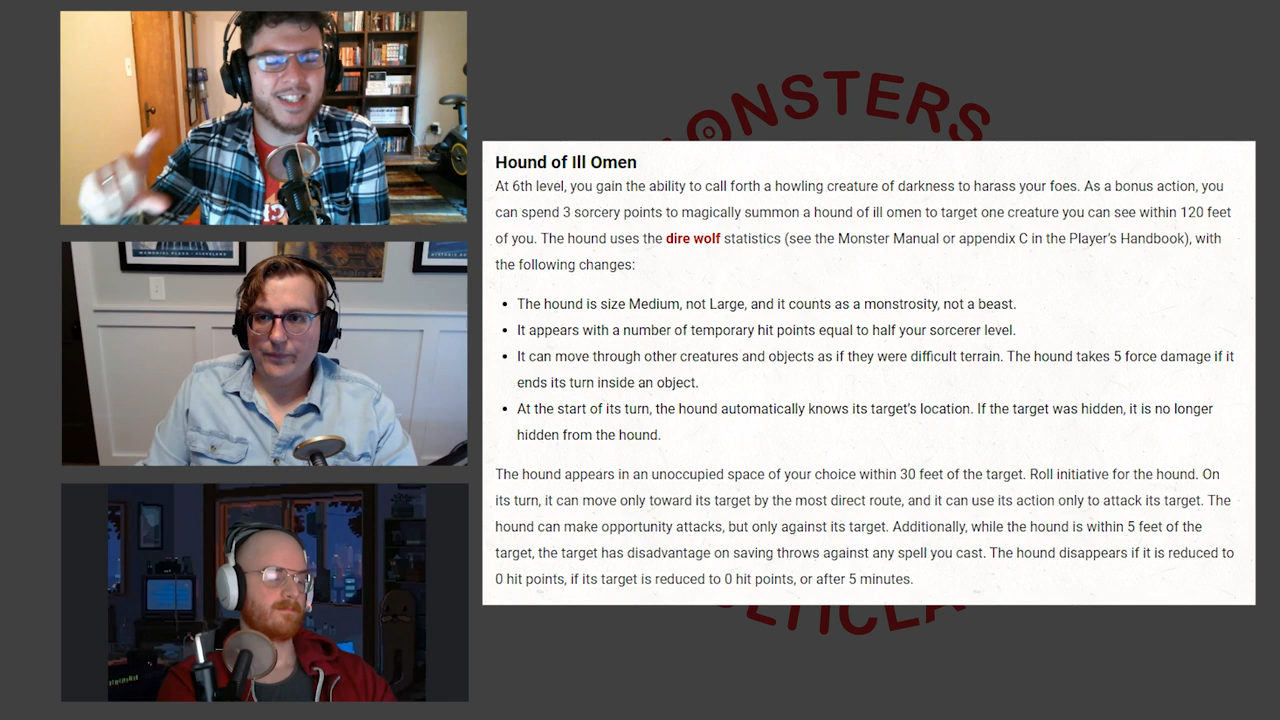 MONSTERS
Hound of Ill Omen
At 6th level, you gain the ability to call forth a howling creature of darkness to harass your foes. As a bonus action, you
can spend 3 sorcery points to magically summon a hound of ill omen to target one creature you can see within 120 feet
of you. The hound uses the dire wolf statistics (see the Monster Manual or appendix C in the Player's Handbook), with
the following changes:
• The hound is size Medium, not Large, and it counts as a monstrosity, not a beast.
• It appears with a number of temporary hit points equal to half your sorcerer level.
• It can move through other creatures and objects as if they were difficult terrain. The hound takes 5 force damage if it
ends its turn inside an object.
• At the start of its turn, the hound automatically knows its target's location. If the target was hidden, it is no longer
hidden from the hound.
The hound appears in an unoccupied space of your choice within 30 feet of the target. Roll initiative for the hound. On
its turn, it can move only toward its target by the most direct route, and it can use its action only to attack its target. The
hound can make opportunity attacks, but only against its target. Additionally, while the hound is within 5 feet of the
target, the target has disadvantage on saving throws against any spell you cast. The hound disappears if it is reduced to
0 hit points, if its target is reduced to 0 hit points, or after 5 minutes.